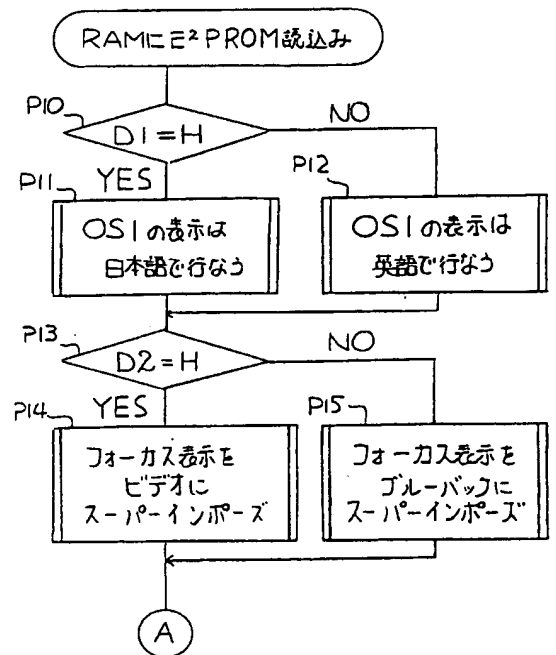 RAMにE²PROM読込み
P10
D1=H
NO
YES
P11
OSIの表示は
日本語で行なう
P12
OSIの表示は
英語で行なう
P13
D2=H
NO
YES
P14
フォーカス表示を
ビデオに
スーパーインポーズ
P15
フォーカス表示を
ブルーバックに
スーパーインポーズ
A